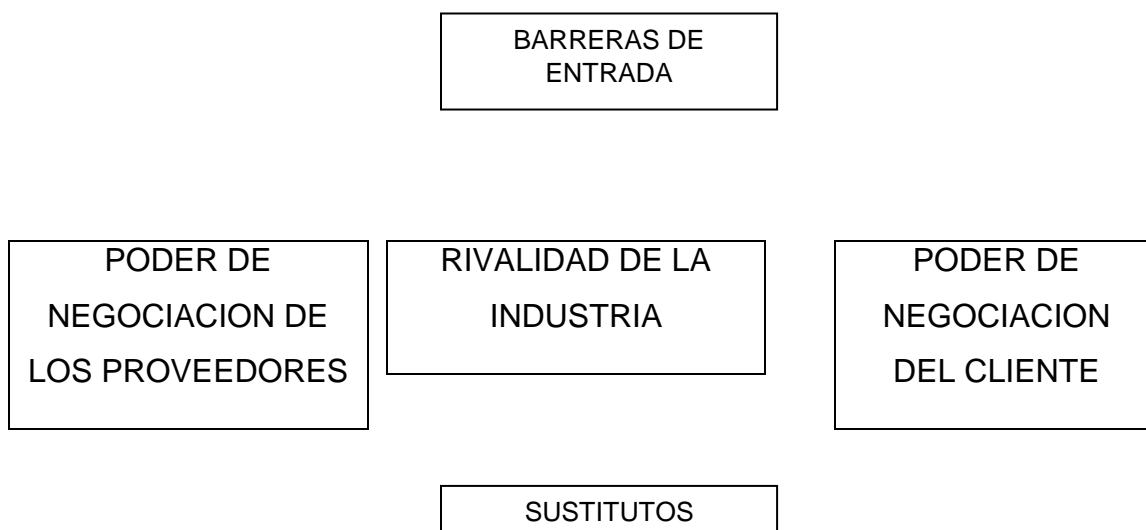 BARRERAS DE
ENTRADA
PODER DE
NEGOCIACION DE
LOS PROVEEDORES
RIVALIDAD DE LA
INDUSTRIA
PODER DE
NEGOCIACION
DEL CLIENTE
SUSTITUTOS